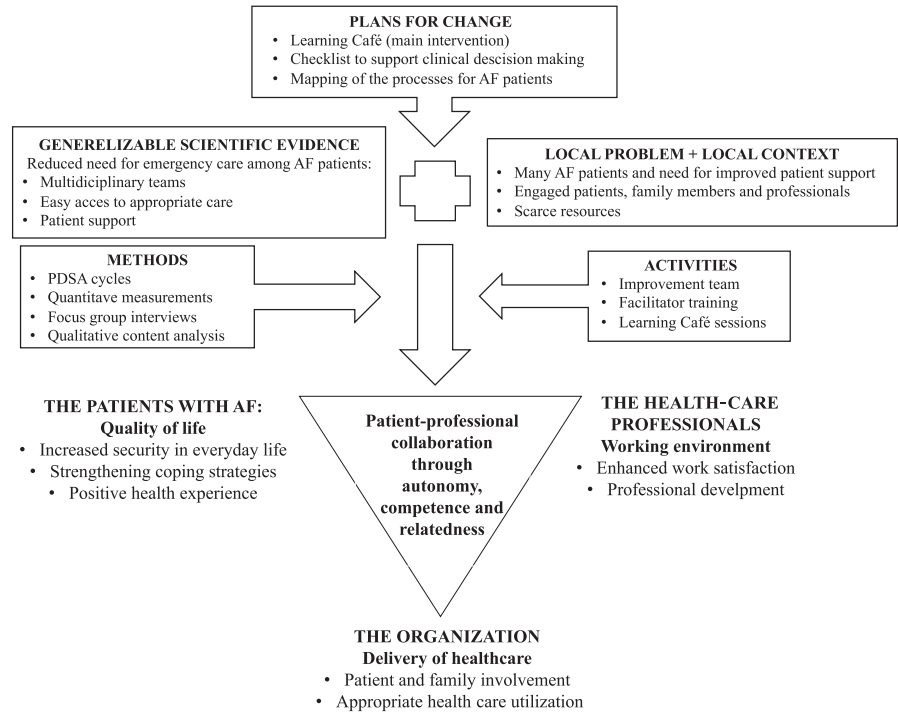 PLANS FOR CHANGE
• Learning Café (main intervention)
• Checklist to support clinical descision making
• Mapping of the processes for AF patients
GENERELIZABLE SCIENTIFIC EVIDENCE
Reduced need for emergency care among AF patients:
• Multidiciplinary teams
• Easy acces to appropriate care
• Patient support
LOCAL PROBLEM + LOCAL CONTEXT
• Many AF patients and need for improved patient support
• Engaged patients, family members and professionals
• Scarce resources
METHODS
• PDSA cycles
• Quantitave measurements
• Focus group interviews
• Qualitative content analysis
ACTIVITIES
• Improvement team
• Facilitator training
• Learning Café sessions
THE PATIENTS WITH AF:
Quality of life
• Increased security in everyday life
• Strengthening coping strategies
• Positive health experience
Patient-professional
collaboration
through
autonomy,
competence and
relatedness
THE HEALTH-CARE
PROFESSIONALS
Working environment
• Enhanced work satisfaction
• Professional develpment
THE ORGANIZATION
Delivery of healthcare
• Patient and family involvement
• Appropriate health care utilization